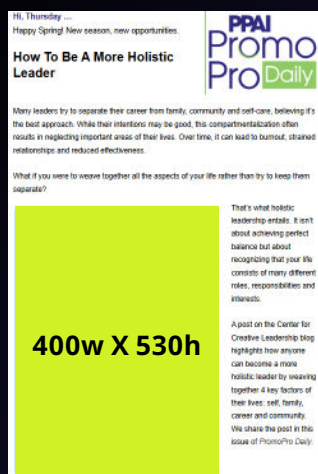 Hi, Thursday ....
Happy Spring! New season, new opportunities.
PPAI
Promo
Pro Daily
How To Be A More Holistic
Leader
Many leaders try to separate their career from family, community and self-care, believing it's
the best approach. While their intentions may be good, this compartmentalization often
results in neglecting important areas of their lives. Over time, it can lead to burnout, strained
relationships and reduced effectiveness.
What if you were to weave together all the aspects of your life rather than try to keep them
separate?
400w X 530h
That's what holistic
leadership entails. It isn't
about achieving perfect
balance but about
recognizing that your life
consists of many different
roles, responsibilities and
interests.
A post on the Center for
Creative Leadership blog
highlights how anyone
can become a more
holistic leader by weaving
together 4 key factors of
their lives: self, family,
career and community.
We share the post in this
issue of PromoPro Daily.